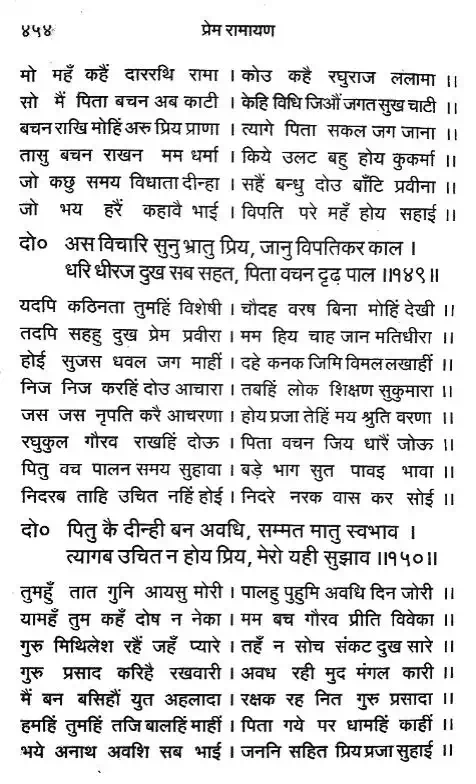 ४५४ प्रेम रामायण
मो महँ कहैं दाररथि रामा । कोउ कहै रघुराज ललामा ।।
सो मैं पिता बचन अब काटी । केहि विधि जिऔं जगत सुख चाटी ।।
बचन राखि मोहिं अरु प्रिय प्राणा । त्यागे पिता सकल जग जाना ।।
तासु बचन राखन मम धर्मा । किये उलट बहु होय कुकर्मा ।।
जो कछु समय विधाता दीन्हा । सहैं बन्धु दोउ बाँटि प्रवीना ।।
जो भय हरैं कहावै भाई । विपति परे महँ होय सहाई ।।
दो० अस विचारि सुनु भ्रातु प्रिय, जानु विपतिकर काल ।
धरि धीरज दुख सब सहत, पिता वचन दृढ़ पाल ।।१४९।।
यदपि कठिनता तुमहिं विशेषी । चौदह वरष बिना मोहिं देखी ।।
तदपि सहहु दुख प्रेम प्रवीरा । मम हिय चाह जान मतिधीरा ।।
होई सुजस धवल जग माहीं । दहे कनक जिमि विमल लखाहीं ।।
निज निज करहिं दोउ आचारा । तबहिं लोक शिक्षण सुकुमारा ।।
जस जस नृपति करै आचरणा । होय प्रजा तेहिं मय श्रुति वरणा ।।
रघुकुल गौरव राखहिं दोऊ । पिता वचन जिय धारैं जोऊ ।।
पितु वच पालन समय सुहावा । बड़े भाग सुत पावइ भावा ।।
निदरब ताहि उचित नहिं होई । निदरे नरक वास कर सोई ।।
दो० पितु कै दीन्ही बन अवधि, सम्मत मातु स्वभाव ।
त्यागब उचित न होय प्रिय, मेरो यही सुझाव ।।१५०।।
तुमहुँ तात गुनि आयसु मोरी । पालहु पुहुमि अवधि दिन जोरी ।।
यामहँ तुम कहँ दोष न नेका । मम बच गौरव प्रीति विवेका ।।
गुरु मिथिलेश रहैं जहँ प्यारे । तहँ न सोच संकट दुख सारे ।।
गुरु प्रसाद करिहै रखवारी । अवध रही मुद मंगल कारी ।।
मैं बन बसिहौं युत अहलादा । रक्षक रह नित गुरु प्रसादा ।।
हमहिं तुमहिं तजि बालहिं माहीं । पिता गये पर धामहिं काहीं ।।
भये अनाथ अवशि सब भाई । जननि सहित प्रिय प्रजा सुहाई ।।